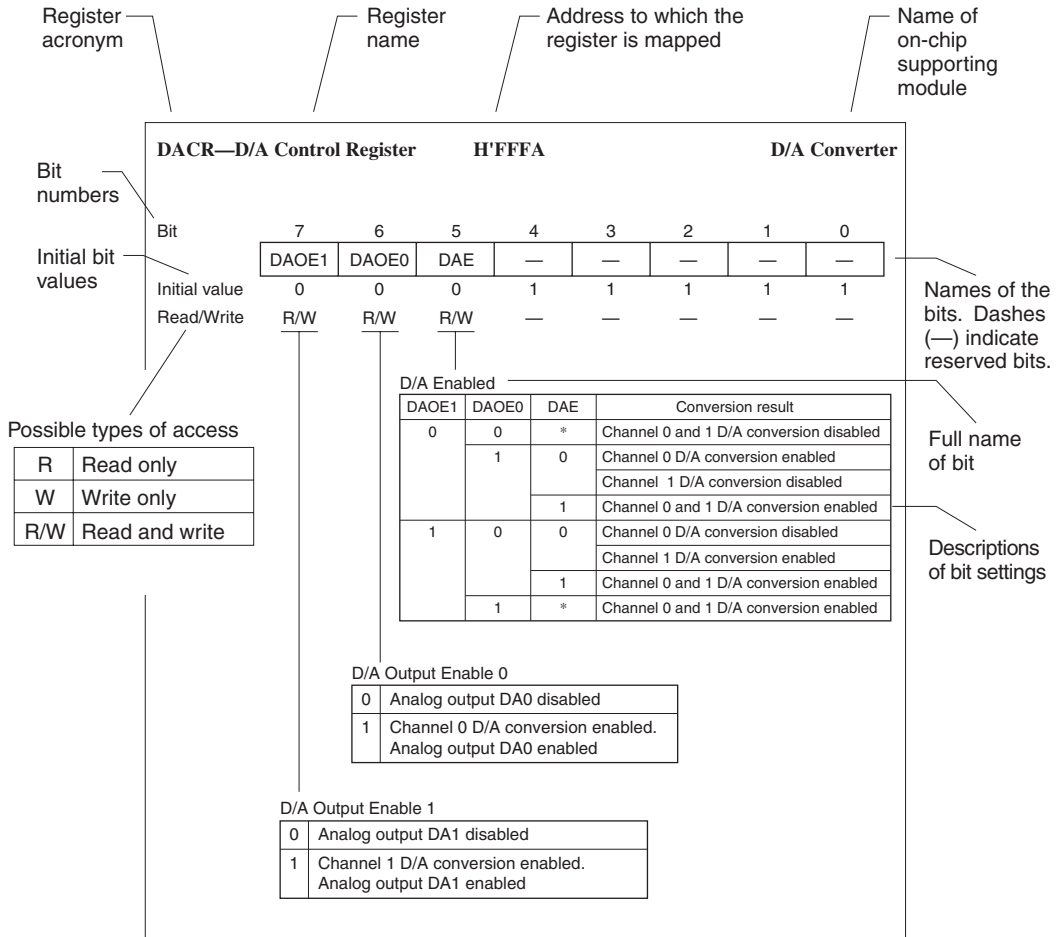 Register acronym
Register name
Address to which the register is mapped
Name of on-chip supporting module
DACR—D/A Control Register H'FFFA D/A Converter
Bit numbers
Bit 7 6 5 4 3 2 1 0
DAOE1 DAOE0 DAE — — — — —
Initial bit values
Initial value 0 0 0 1 1 1 1 1
Read/Write R/W R/W R/W — — — — —
Names of the bits. Dashes (—) indicate reserved bits.
Possible types of access
R Read only
W Write only
R/W Read and write
D/A Enabled
DAOE1 DAOE0 DAE Conversion result
0 0 * Channel 0 and 1 D/A conversion disabled
1 0 Channel 0 D/A conversion enabled
Channel 1 D/A conversion disabled
1 Channel 0 and 1 D/A conversion enabled
1 0 0 Channel 0 D/A conversion disabled
Channel 1 D/A conversion enabled
1 Channel 0 and 1 D/A conversion enabled
1 * Channel 0 and 1 D/A conversion enabled
Full name of bit
Descriptions of bit settings
D/A Output Enable 0
0 Analog output DA0 disabled
1 Channel 0 D/A conversion enabled.
Analog output DA0 enabled
D/A Output Enable 1
0 Analog output DA1 disabled
1 Channel 1 D/A conversion enabled.
Analog output DA1 enabled